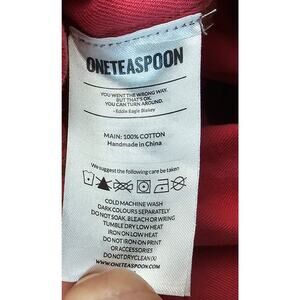 ONETEASPOON
YOU WENT THE WRONG WAY.
BUT THAT'S OK.
YOU CAN TURN AROUND.
-Eddie Eagle Blakey
MAIN: 100% COTTON
Handmade in China
We suggest the following care be taken
COLD MACHINE WASH
DARK COLOURS SEPARATELY
DO NOT SOAK, BLEACH OR WRING
TUMBLE DRY LOW HEAT
IRON ON LOW HEAT
DO NOT IRON ON PRINT
OR ACCESSORIES
DO NOT DRY CLEAN (X)
WWW.ONETEASPOON.COM